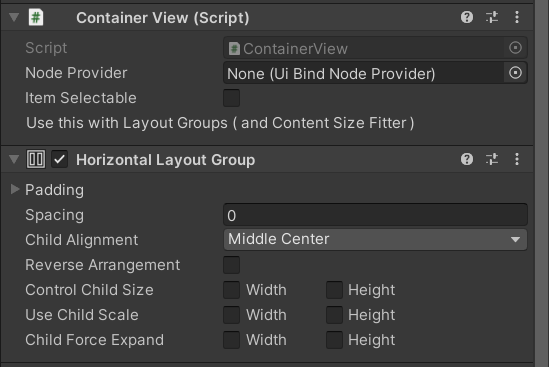 Container View (Script)
Script ContainerView
Node Provider None (Ui Bind Node Provider)
Item Selectable
Use this with Layout Groups ( and Content Size Fitter )
Horizontal Layout Group
Padding
Spacing 0
Child Alignment Middle Center
Reverse Arrangement
Control Child Size Width Height
Use Child Scale Width Height
Child Force Expand Width Height